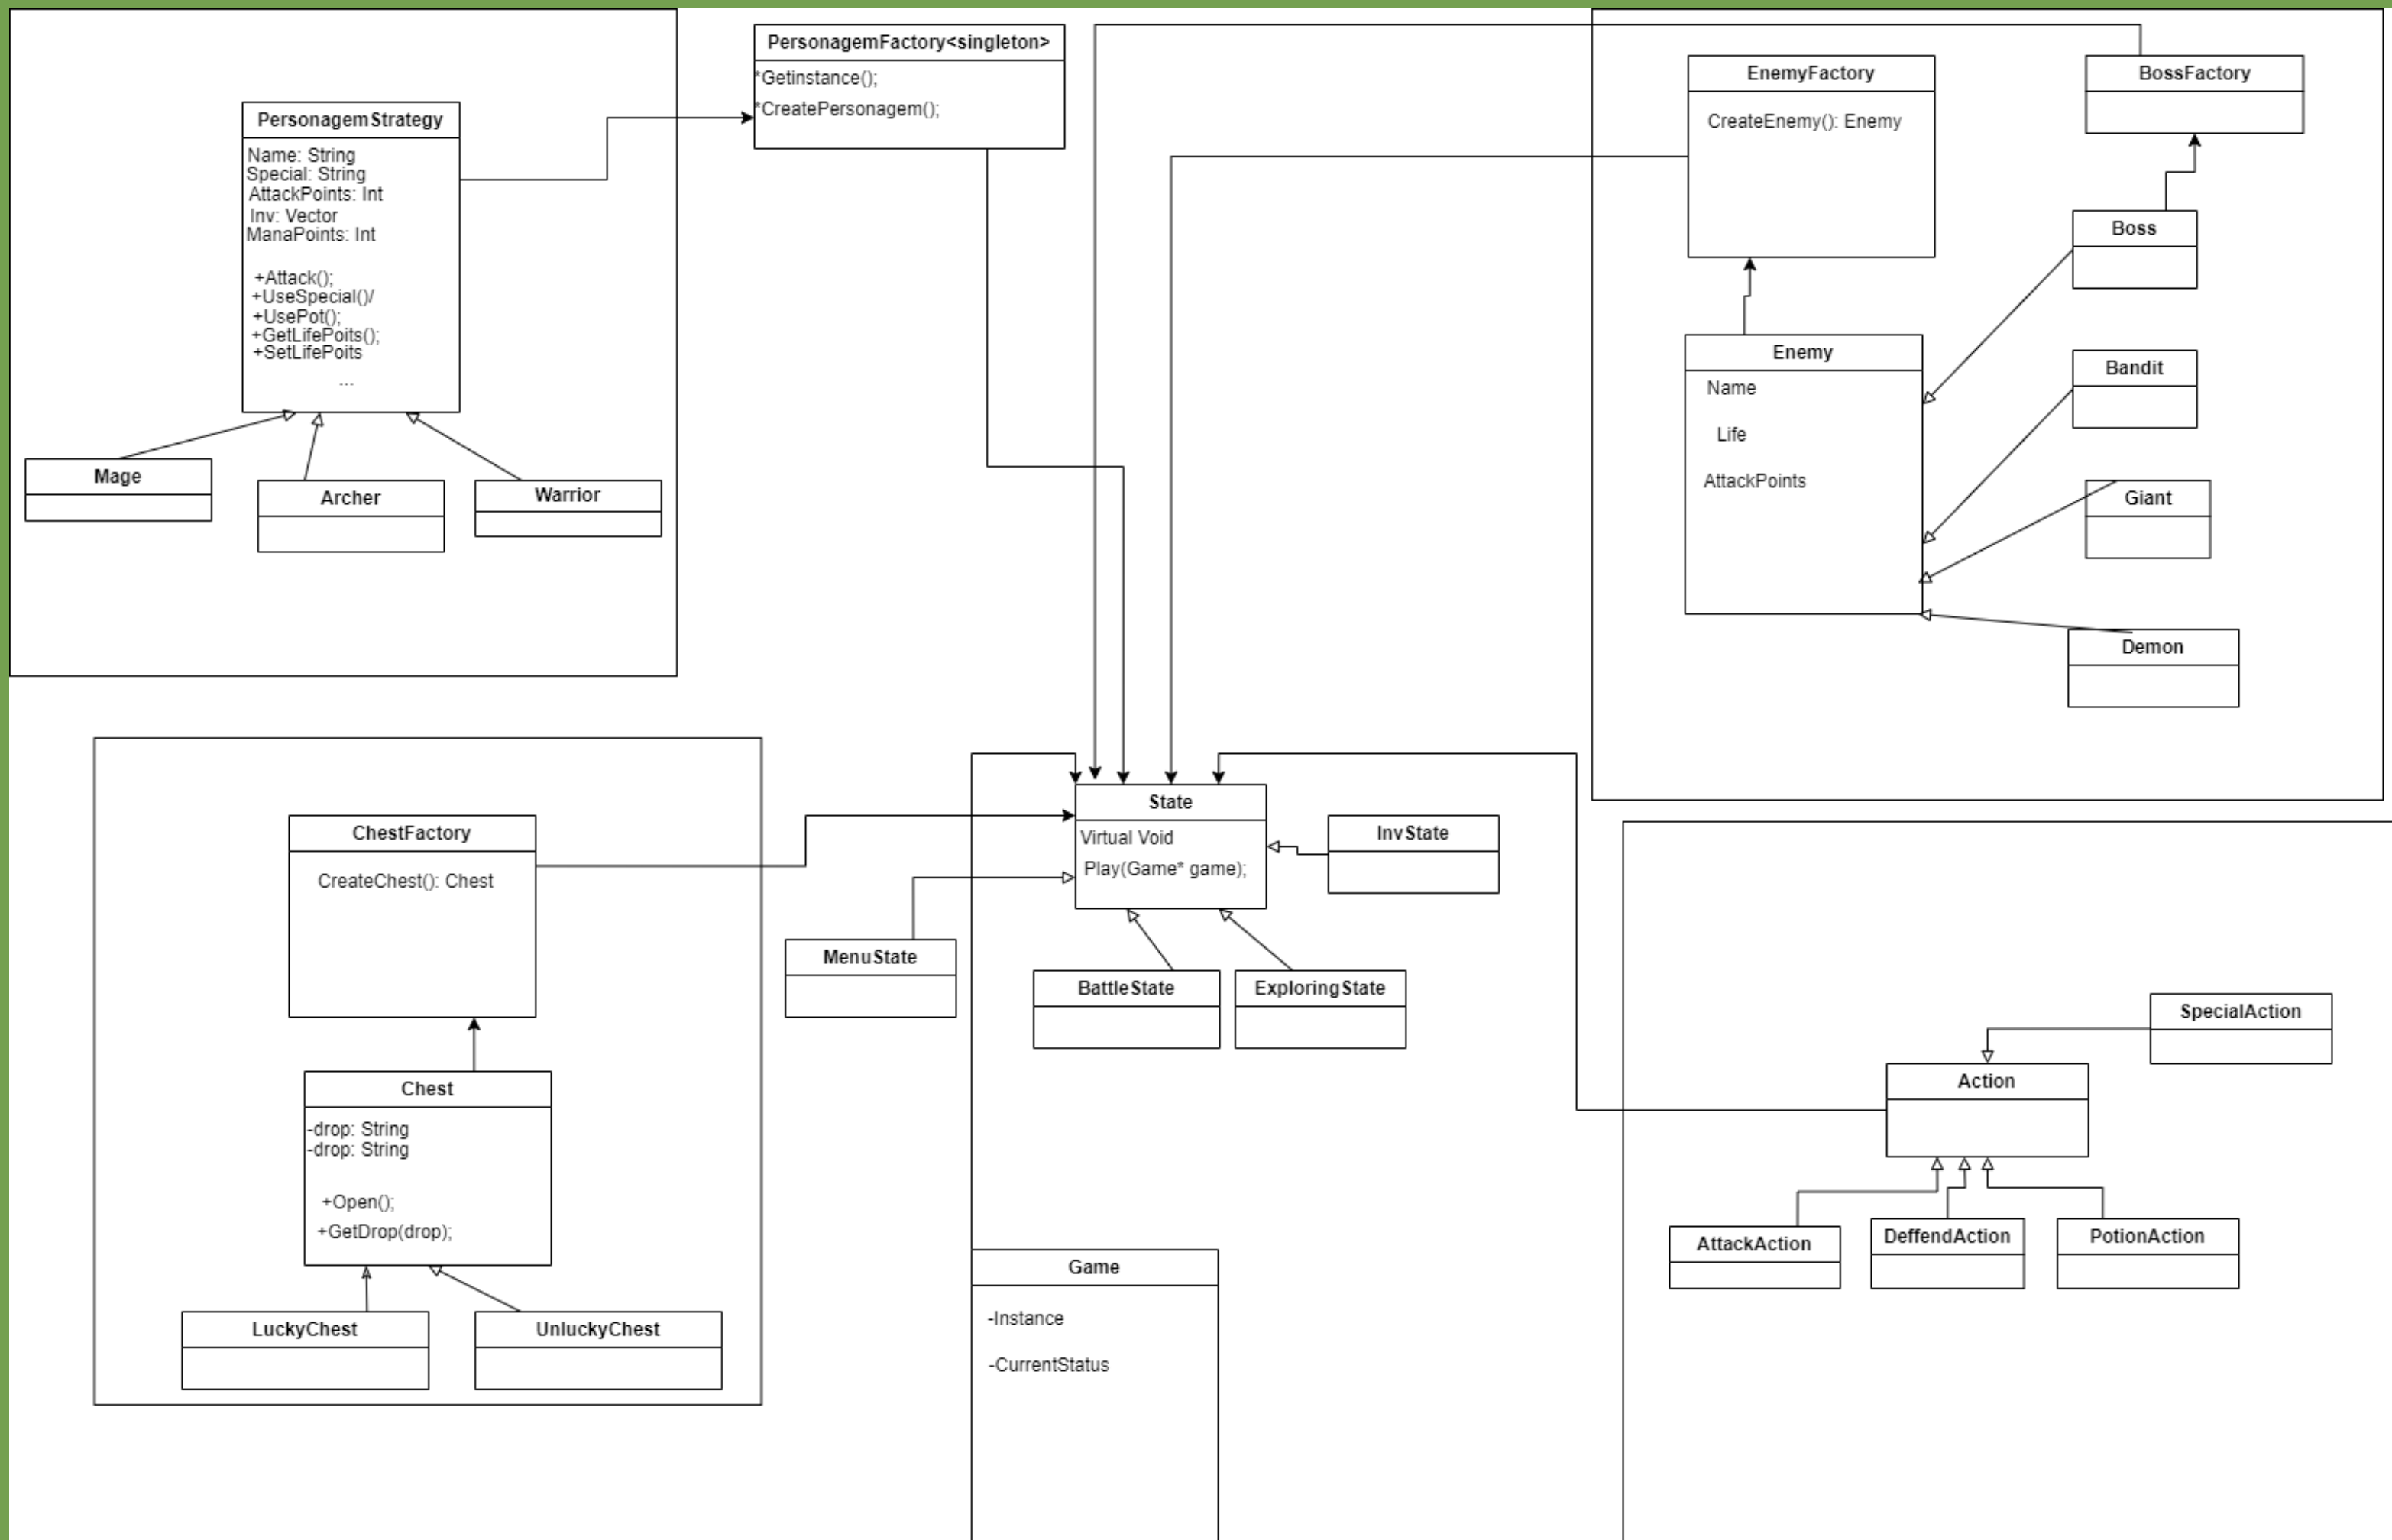 PersonagemFactory<singleton>
*Getinstance();
*CreatePersonagem();
PersonagemStrategy
Name: String
Special: String
AttackPoints: Int
Inv: Vector
ManaPoints: Int
+Attack();
+UseSpecial()/
+UsePot();
+GetLifePoits();
+SetLifePoits
...
Mage
Archer
Warrior
EnemyFactory
CreateEnemy(): Enemy
BossFactory
Boss
Enemy
Name
Life
AttackPoints
Bandit
Giant
Demon
ChestFactory
CreateChest(): Chest
Chest
-drop: String
-drop: String
+Open();
+GetDrop(drop);
LuckyChest
UnluckyChest
State
Virtual Void
Play(Game* game);
InvState
MenuState
BattleState
ExploringState
Game
-Instance
-CurrentStatus
SpecialAction
Action
AttackAction
DeffendAction
PotionAction